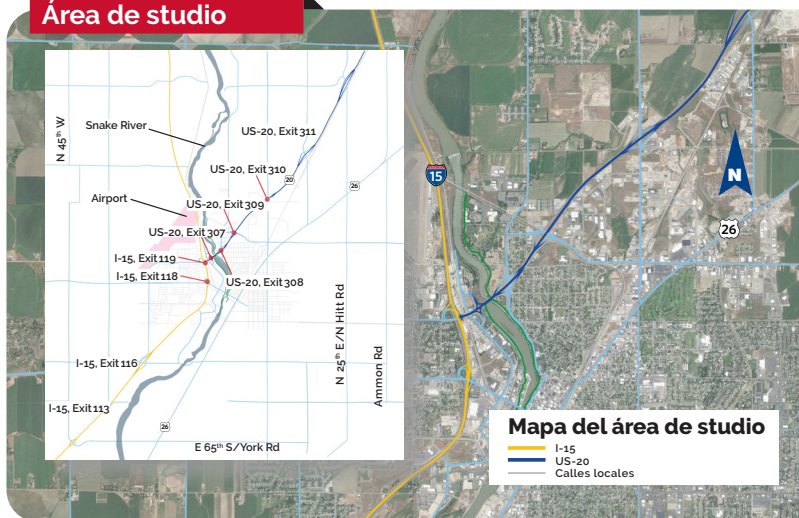 Área de estudio
N 45th W
Snake River
US-20, Exit 311
US-20, Exit 310
20
26
Airport
US-20, Exit 309
US-20, Exit 307
I-15, Exit 119
I-15, Exit 118
US-20, Exit 308
N 25th E/N Hitt Rd
Ammon Rd
I-15, Exit 116
I-15, Exit 113
26
E 65th S/York Rd
15
N
26
Mapa del área de estudio
I-15
US-20
Calles locales